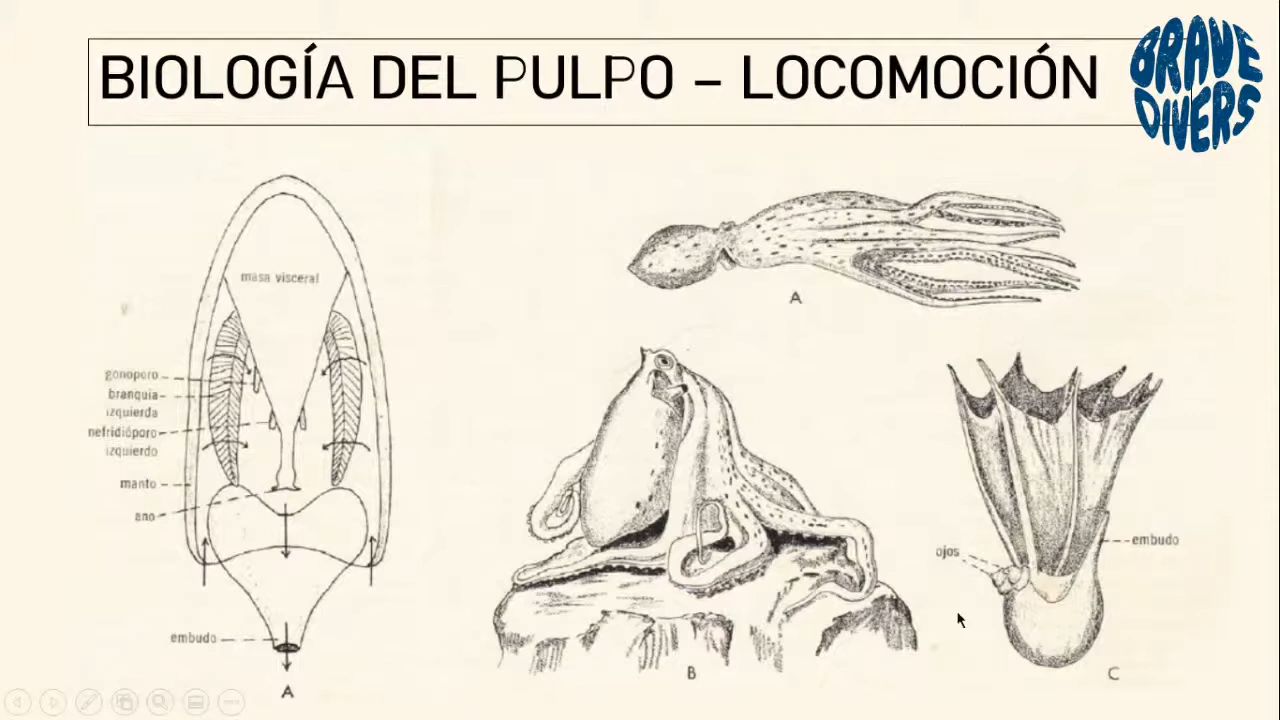 BIOLOGÍA DEL PULPO – LOCOMOCIÓN
BRAVE
DIVERS
masa visceral
gonoporo
branquia
izquierda
nefridióporo
izquierdo
manto
ano
embudo
A
A
B
ojos
embudo
C